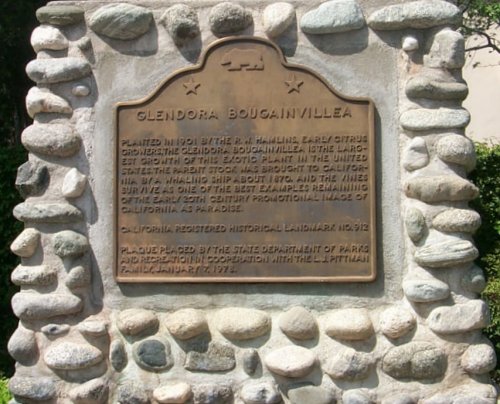 GLENDORA BOUGAINVILLEA
PLANTED IN 1901 BY THE R.W. HAMLINS, EARLY CITRUS
GROWERS, THE GLENDORA BOUGAINVILLEA IS THE LARG-
EST GROWTH OF THIS EXOTIC PLANT IN THE UNITED
STATES. THE PARENT STOCK WAS BROUGHT TO CALIFOR-
NIA BY A WHALING SHIP ABOUT 1870, AND THE VINES
SURVIVE AS ONE OF THE BEST EXAMPLES REMAINING
OF THE EARLY 20TH CENTURY PROMOTIONAL IMAGE OF
CALIFORNIA AS PARADISE.
CALIFORNIA REGISTERED HISTORICAL LANDMARK NO. 912
PLAQUE PLACED BY THE STATE DEPARTMENT OF PARKS
AND RECREATION IN COOPERATION WITH THE L.J. PITTMAN
FAMILY, JANUARY 7, 1978.